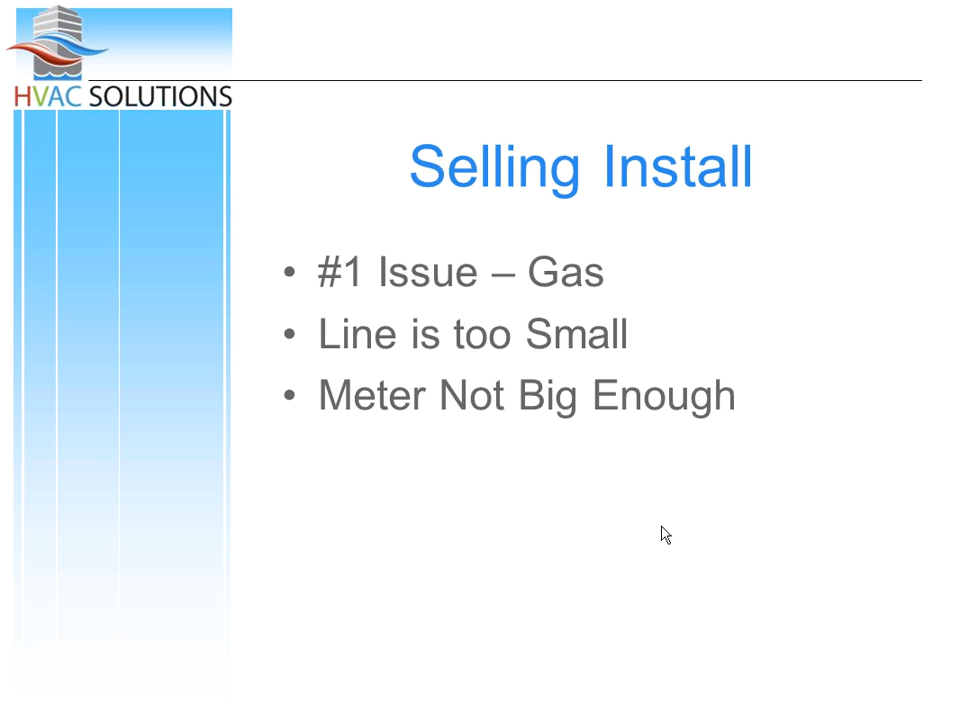 HVAC SOLUTIONS
Selling Install
• #1 Issue – Gas
• Line is too Small
• Meter Not Big Enough